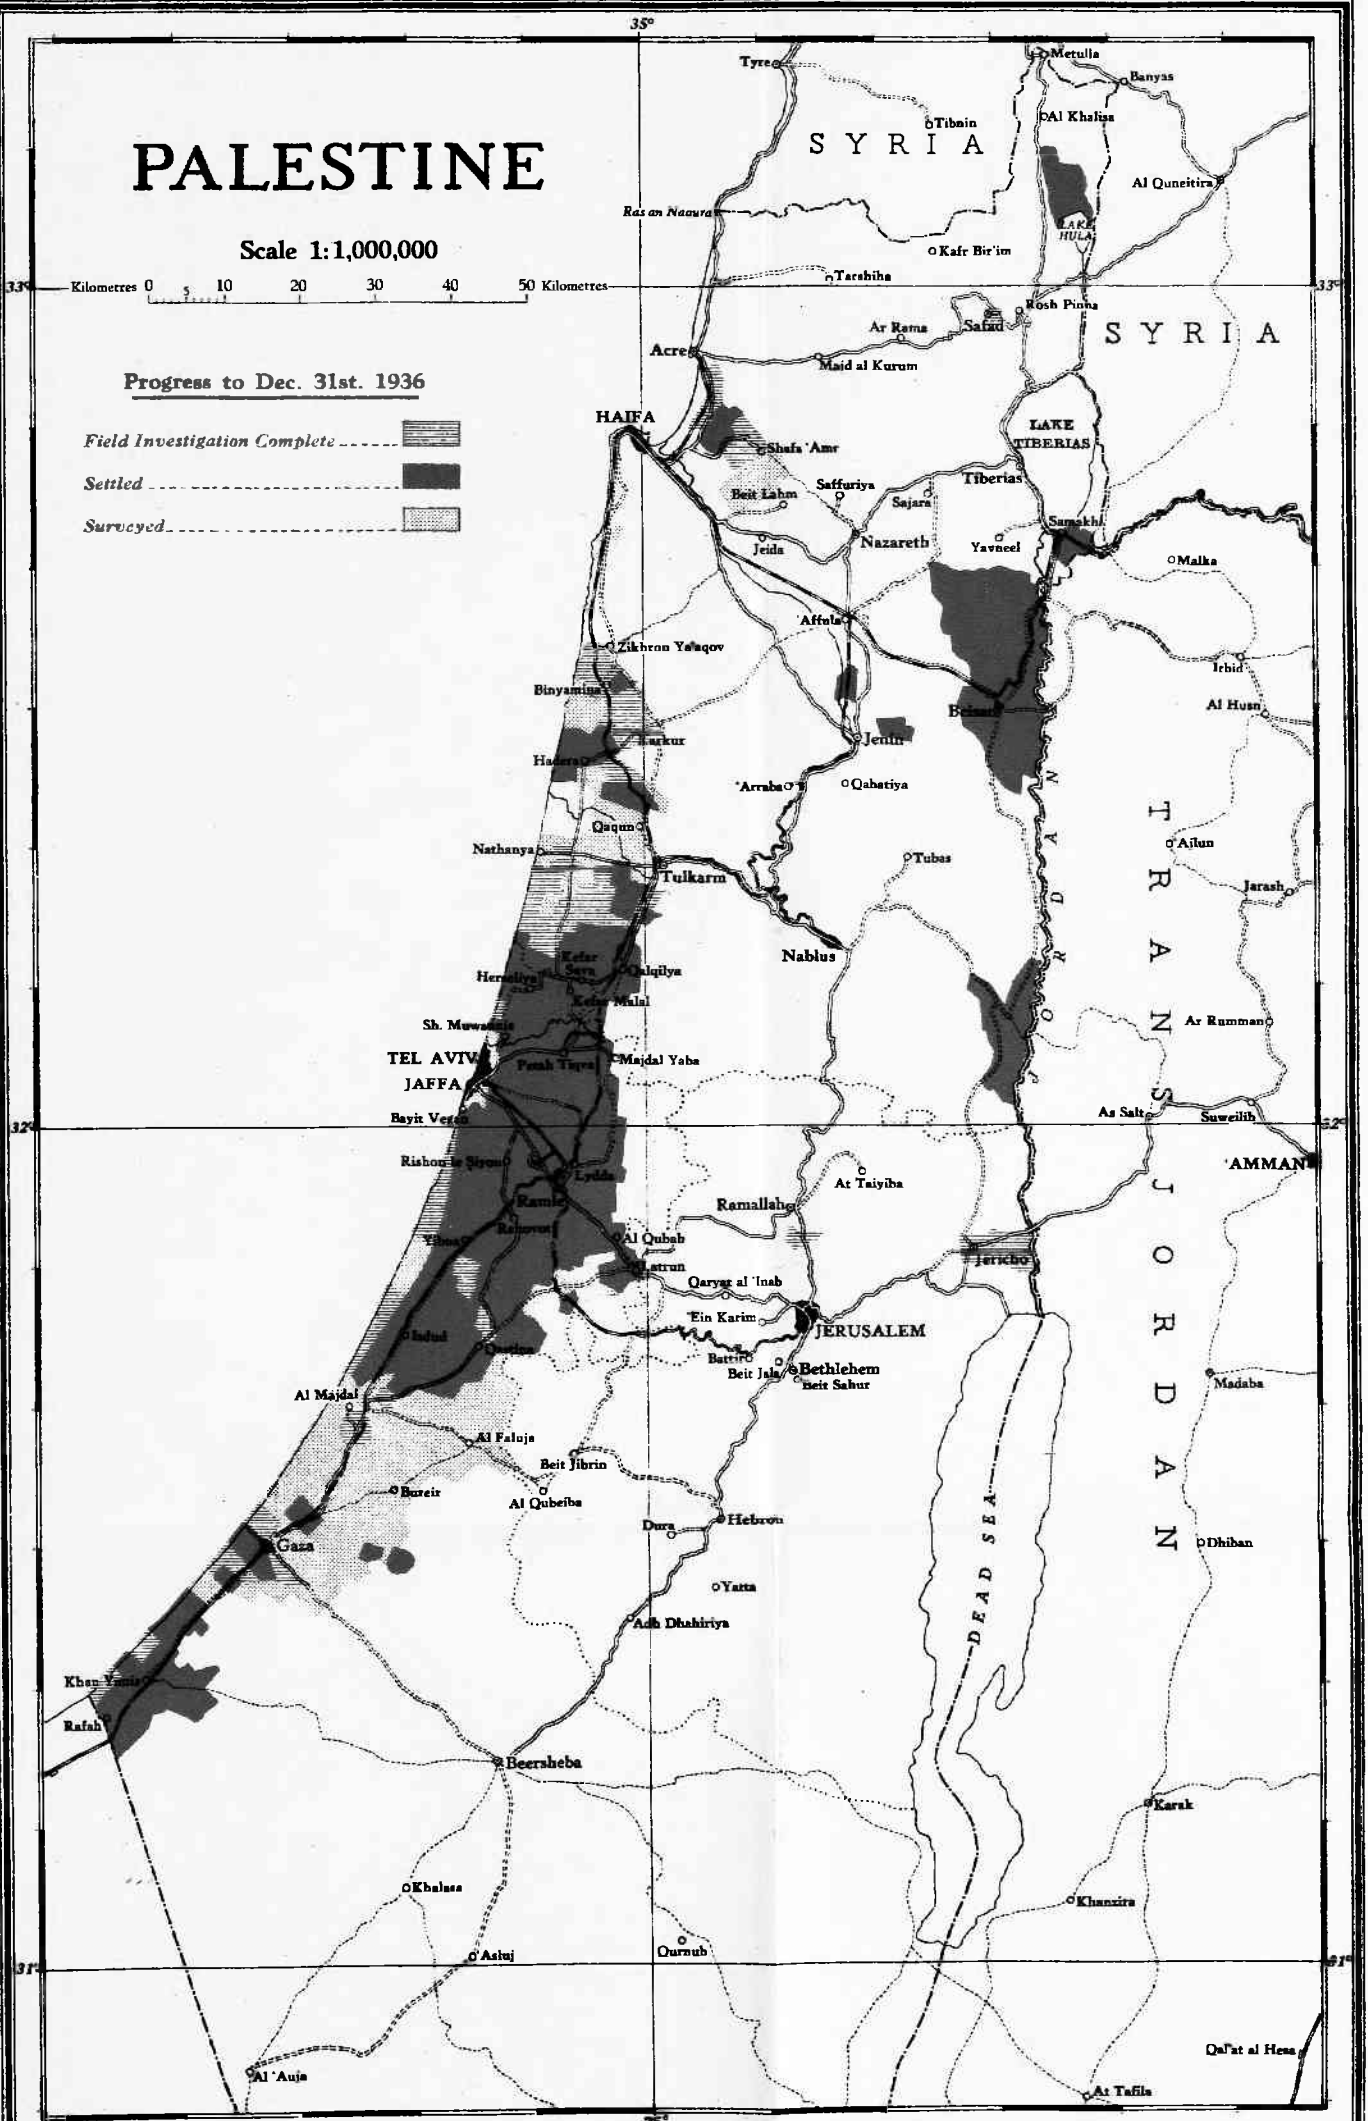 35°
PALESTINE
Scale 1:1,000,000
Kilometres 0 5 10 20 30 40 50 Kilometres
33°
33°
Progress to Dec. 31st. 1936
Field Investigation Complete
Settled
Surveyed
Tyre
Metulla
Banyas
Tibnin
Al Khalisa
SYRIA
Al Quneitira
Ras an Naqura
LAKE
HULA
Kafr Bir'im
Tarshiha
Rosh Pinna
Safad
Ar Rama
SYRIA
Acre
Majd al Kurum
HAIFA
LAKE
TIBERIAS
Shafa 'Amr
Tiberias
Beit Lahm
Saffuriya
Sajara
Samakh
Nazareth
Yavneel
Jeida
Malka
'Affula
Zikhron Ya'aqov
Irbid
Binyamina
Beisan
Al Husn
Karkur
Jenin
Hadera
'Arraba
Qabatiya
Qaqun
Nathanya
Tubas
Ailun
Tulkarm
Jarash
Nablus
Kefar
Sava
Qalqilya
Herzeliya
Kefar Malal
JORDAN
Sh. Muwannis
Ar Rumman
TEL AVIV
Petah Tiqva
Majdal Yaba
JAFFA
Bayit Vegan
As Salt
Suweilih
32°
32°
Rishon le Siyon
Lydda
'AMMAN
At Taiyiba
Ramle
Ramallah
Rehovot
Yibna
Al Qubab
Latrun
Jericho
Qaryat al 'Inab
Ein Karim
JERUSALEM
Isdud
Qastina
Battir
Beit Jala
Bethlehem
Beit Sahur
Madaba
Al Majdal
Al Faluja
Beit Jibrin
Bureir
Al Qubeiba
Dura
Hebron
Gaza
DEAD SEA
TRANS JORDAN
Dhiban
Yatta
Adh Dhahiriya
Khan Yunis
Rafah
Beersheba
Karak
Khalasa
Khanzira
'Asluj
Qurnub
31°
31°
Qal'at al Hesa
Al 'Auja
At Tafila